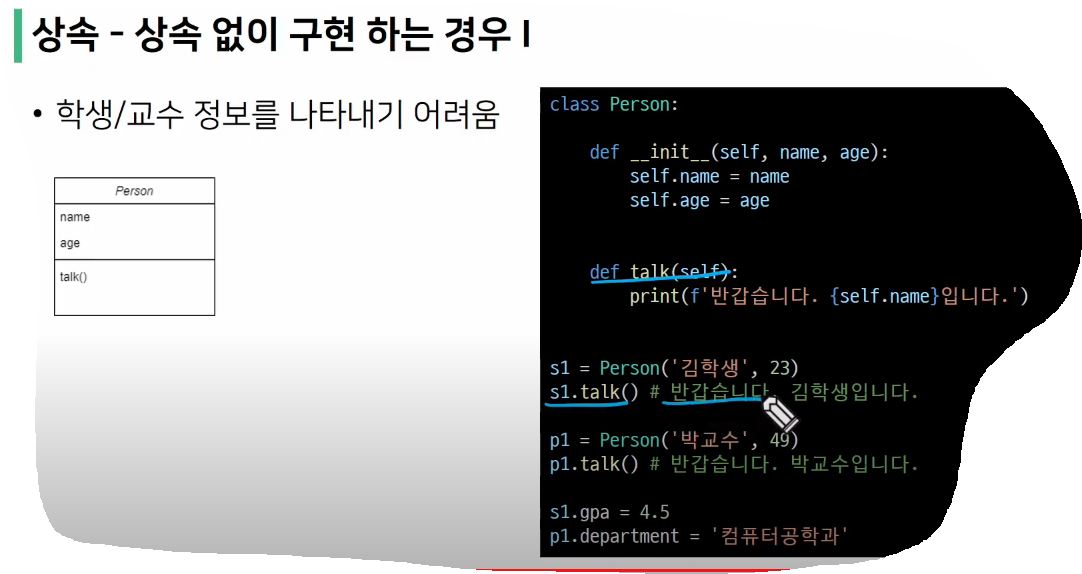 상속 - 상속 없이 구현 하는 경우 I
• 학생/교수 정보를 나타내기 어려움
Person
name
age
talk()
class Person:
def __init__(self, name, age):
self.name = name
self.age = age
def talk(self):
print(f'반갑습니다. {self.name}입니다.')
s1 = Person('김학생', 23)
s1.talk() # 반갑습니다. 김학생입니다.
p1 = Person('박교수', 49)
p1.talk() # 반갑습니다. 박교수입니다.
s1.gpa = 4.5
p1.department = '컴퓨터공학과'